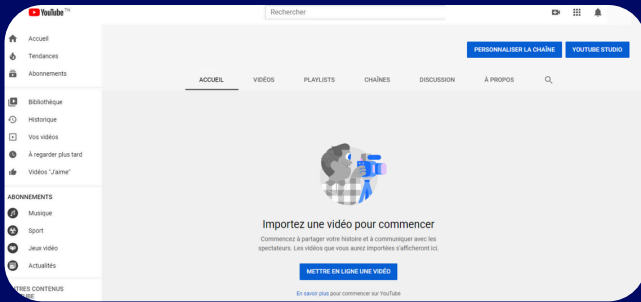 YouTube TN
Rechercher
Accueil
Tendances
Abonnements
Bibliothèque
Historique
Vos vidéos
À regarder plus tard
Vidéos "J'aime"
ABONNEMENTS
Musique
Sport
Jeux vidéo
Actualités
AUTRES CONTENUS
PERSONNALISER LA CHAÎNE
YOUTUBE STUDIO
ACCUEIL
VIDÉOS
PLAYLISTS
CHAÎNES
DISCUSSION
À PROPOS
Importez une vidéo pour commencer
Commencez à partager votre histoire et à communiquer avec les
spectateurs. Les vidéos que vous aurez importées s'afficheront ici.
METTRE EN LIGNE UNE VIDÉO
En savoir plus pour commencer sur YouTube